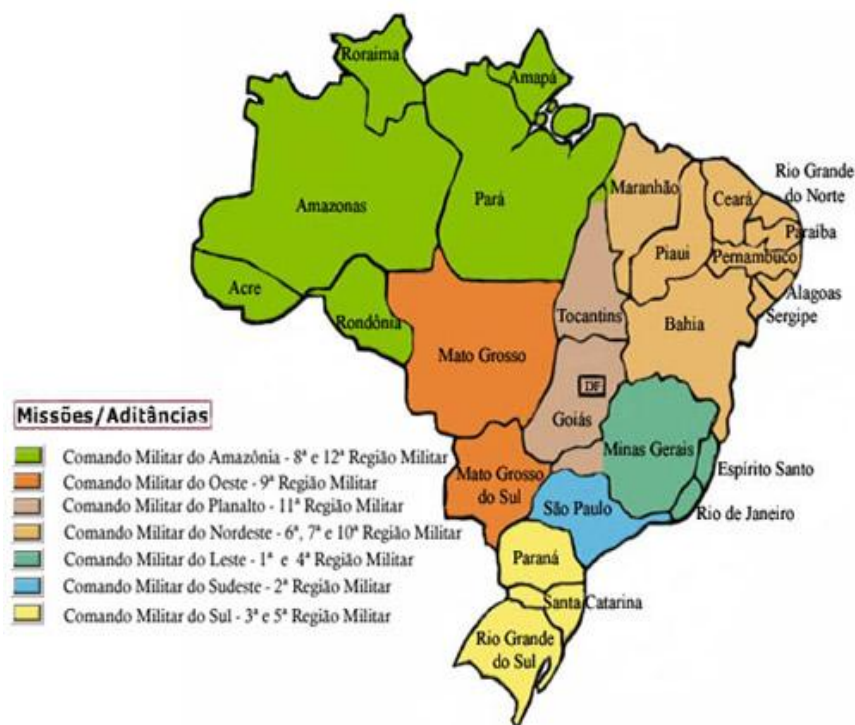 Roraima
Amapá
Amazonas
Pará
Maranhão
Ceará
Rio Grande
do Norte
Paraíba
Piaui
Pernambuco
Acre
Rondônia
Tocantins
Bahia
Alagoas
Sergipe
Mato Grosso
DF
Goiás
Minas Gerais
Espírito Santo
Mato Grosso
do Sul
São Paulo
Rio de Janeiro
Paraná
Santa Catarina
Rio Grande
do Sul
Missões/Aditâncias
Comando Militar do Amazônia - 8ª e 12ª Região Militar
Comando Militar do Oeste - 9ª Região Militar
Comando Militar do Planalto - 11ª Região Militar
Comando Militar do Nordeste - 6ª, 7ª e 10ª Região Militar
Comando Militar do Leste - 1ª e 4ª Região Militar
Comando Militar do Sudeste - 2ª Região Militar
Comando Militar do Sul - 3ª e 5ª Região Militar